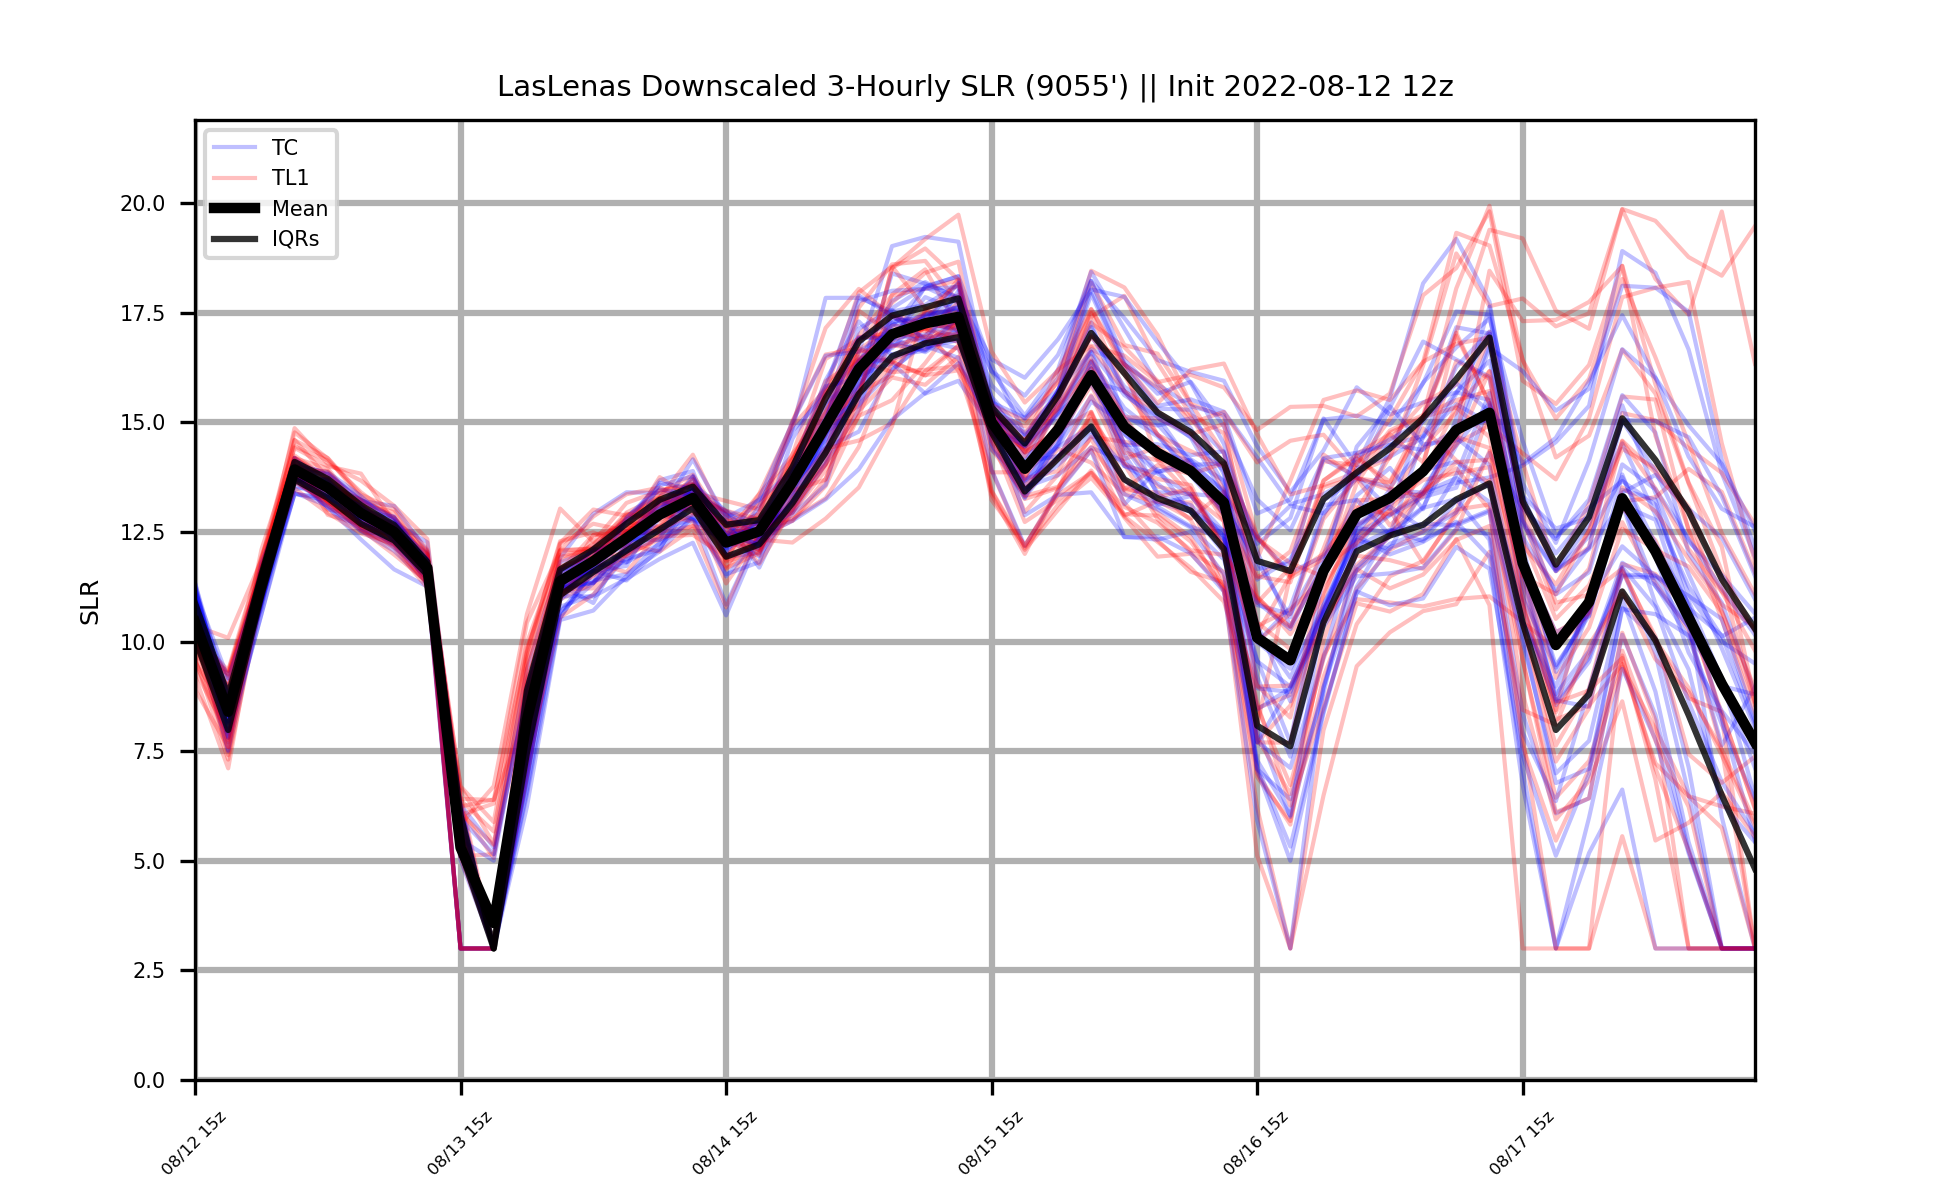 LasLenas Downscaled 3-Hourly SLR (9055') || Init 2022-08-12 12z
TC
TL1
Mean
IQRs
SLR
20.0
17.5
15.0
12.5
10.0
7.5
5.0
2.5
0.0
08/12 15z
08/13 15z
08/14 15z
08/15 15z
08/16 15z
08/17 15z